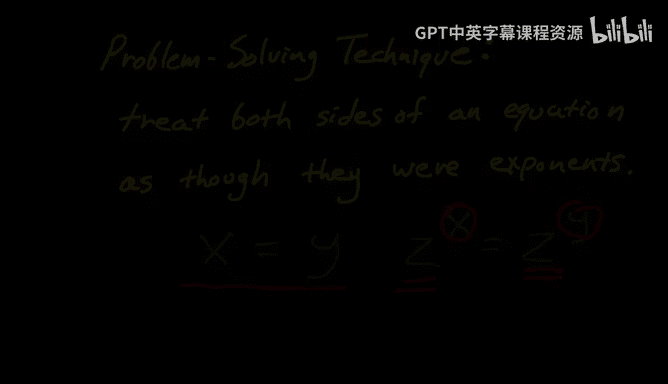 GPT中英字幕课程资源 bilibili
Problem-Solving Technique:
treat both sides of an equation
as though they were exponents.
x = y z^x = z^y